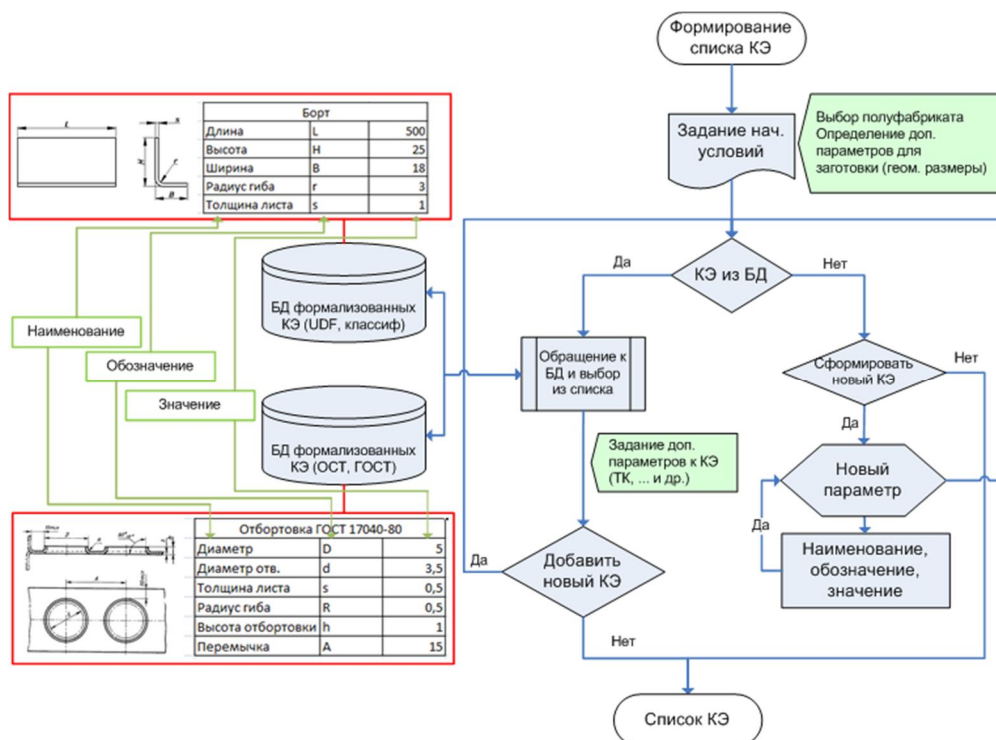 Формирование
списка КЭ
Задание нач.
условий
Выбор полуфабриката
Определение доп.
параметров для
заготовки (геом. размеры)
L
s
H
r
B
Борт
Длина L 500
Высота H 25
Ширина B 18
Радиус гиба r 3
Толщина листа s 1
КЭ из БД
Да
Нет
БД формализованных
КЭ (UDF, классиф)
Наименование
Обозначение
Значение
Обращение к
БД и выбор
из списка
Сформировать
новый КЭ
Нет
Да
БД формализованных
КЭ (ОСТ, ГОСТ)
Задание доп.
параметров к КЭ
(ТК, ... и др.)
Новый
параметр
Да
Наименование,
обозначение,
значение
Отбортовка ГОСТ 17040-80
Диаметр D 5
Диаметр отв. d 3,5
Толщина листа s 0,5
Радиус гиба R 0,5
Высота отбортовки h 1
Перемычка A 15
Да
Добавить
новый КЭ
Нет
Список КЭ